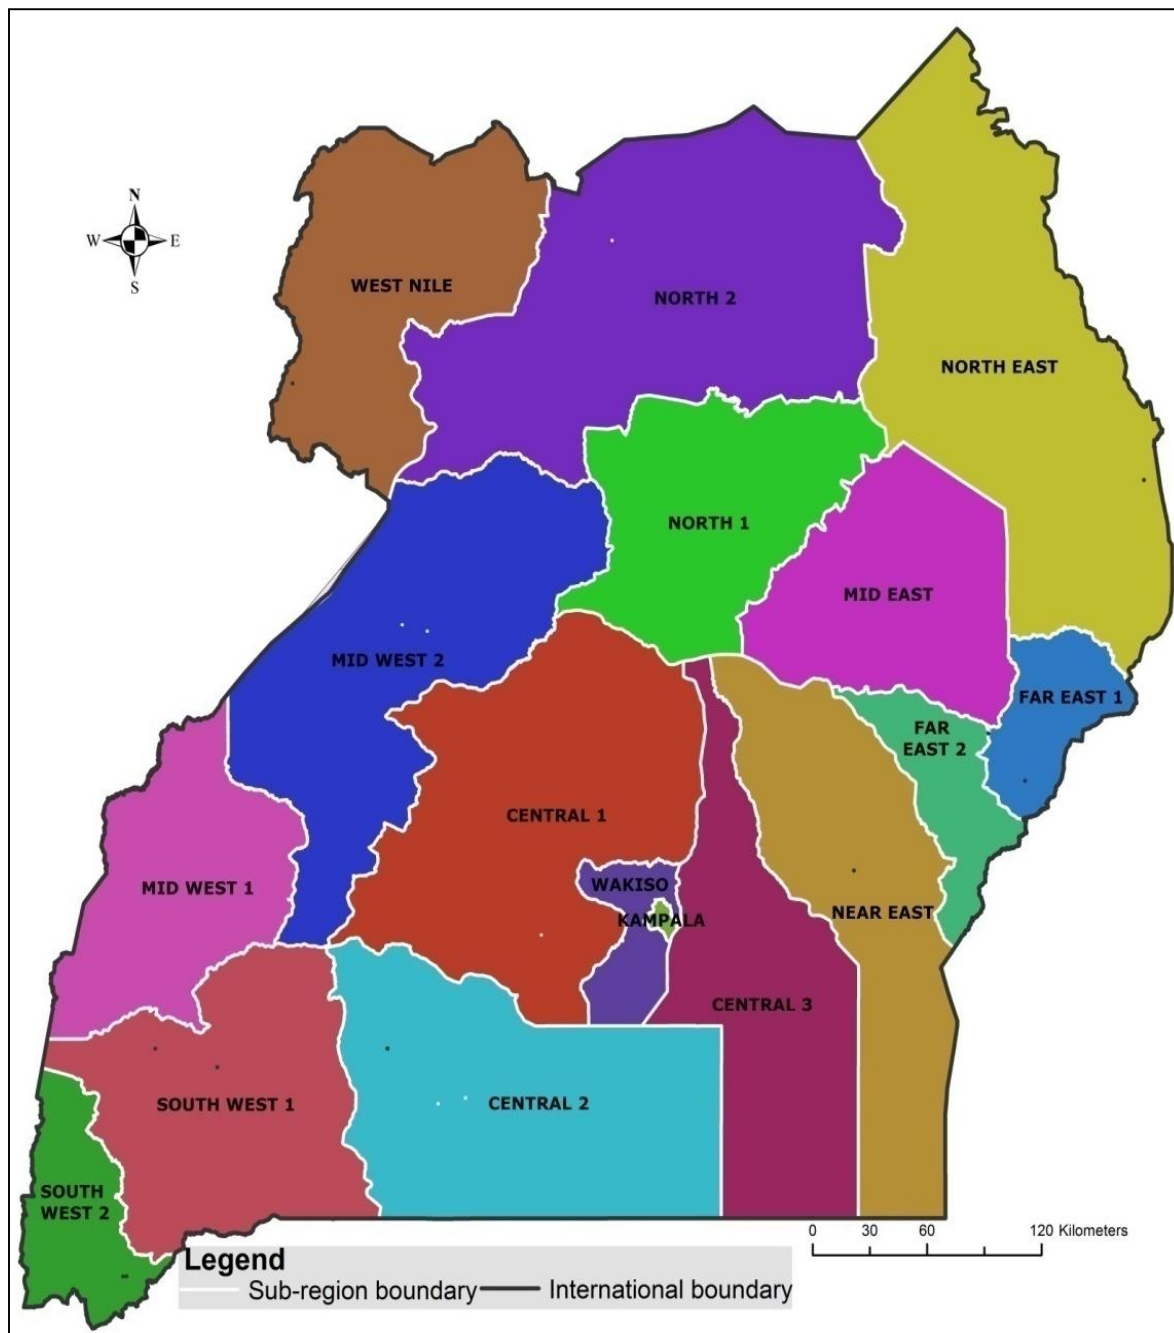 N
W E
S
WEST NILE
NORTH 2
NORTH EAST
NORTH 1
MID EAST
MID WEST 2
FAR EAST 1
FAR
EAST 2
CENTRAL 1
MID WEST 1
WAKISO
KAMPALA
NEAR EAST
CENTRAL 3
SOUTH WEST 1
CENTRAL 2
SOUTH
WEST 2
0 30 60 120 Kilometers
Legend
Sub-region boundary International boundary